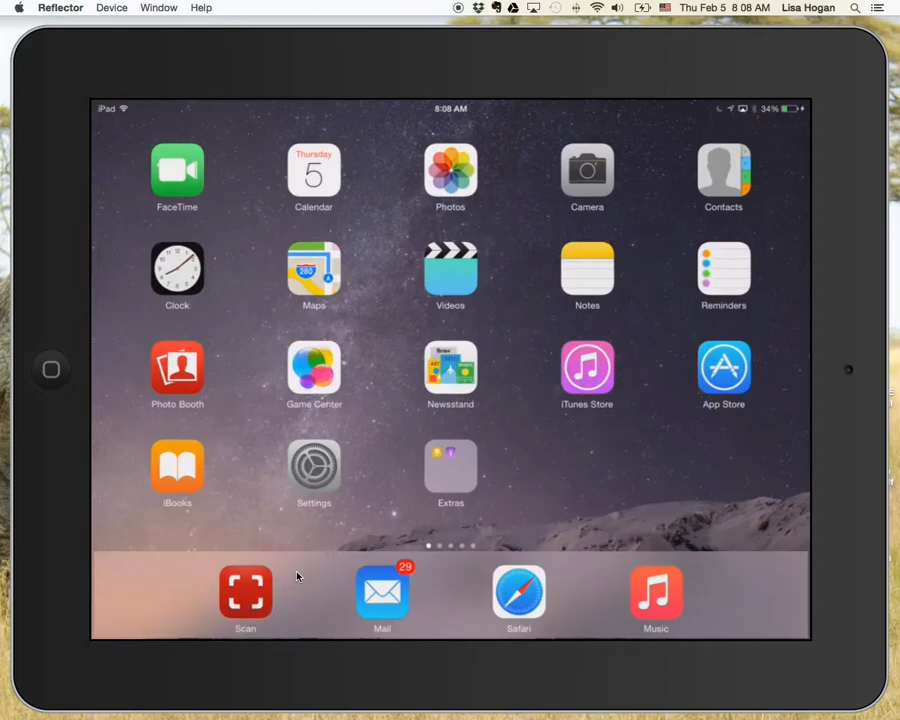 Reflector Device Window Help Thu Feb 5 8 08 AM Lisa Hogan
iPad 8:08 AM 34%
Thursday
5
FaceTime Calendar Photos Camera Contacts
280
Clock Maps Videos Notes Reminders
News
Photo Booth Game Center Newsstand iTunes Store App Store
iBooks Settings Extras
29
Scan Mail Safari Music